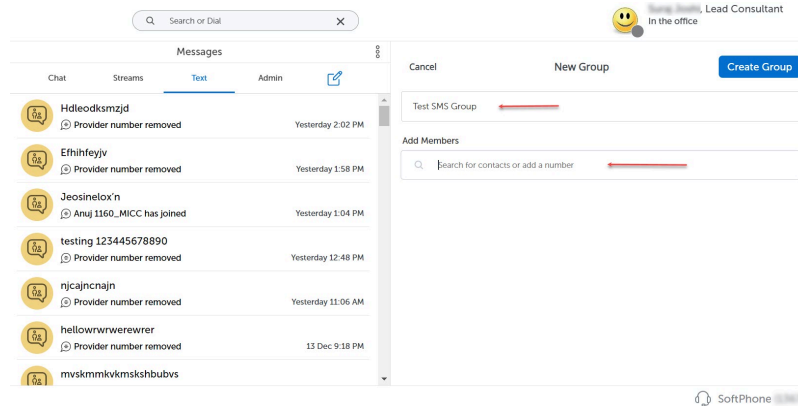 Search or Dial
, Lead Consultant
In the office
Messages
Chat Streams Text Admin
Hdleodksmzjd
Provider number removed Yesterday 2:02 PM
Efhihfeyjv
Provider number removed Yesterday 1:58 PM
Jeosinelox'n
Anuj 1160_MICC has joined Yesterday 1:04 PM
testing 123445678890
Provider number removed Yesterday 12:48 PM
njcajncnajn
Provider number removed Yesterday 11:06 AM
hellowrwrwerewrer
Provider number removed 13 Dec 9:18 PM
mvskmmkvkmskshbubvs
Cancel New Group Create Group
Test SMS Group
Add Members
Search for contacts or add a number
SoftPhone